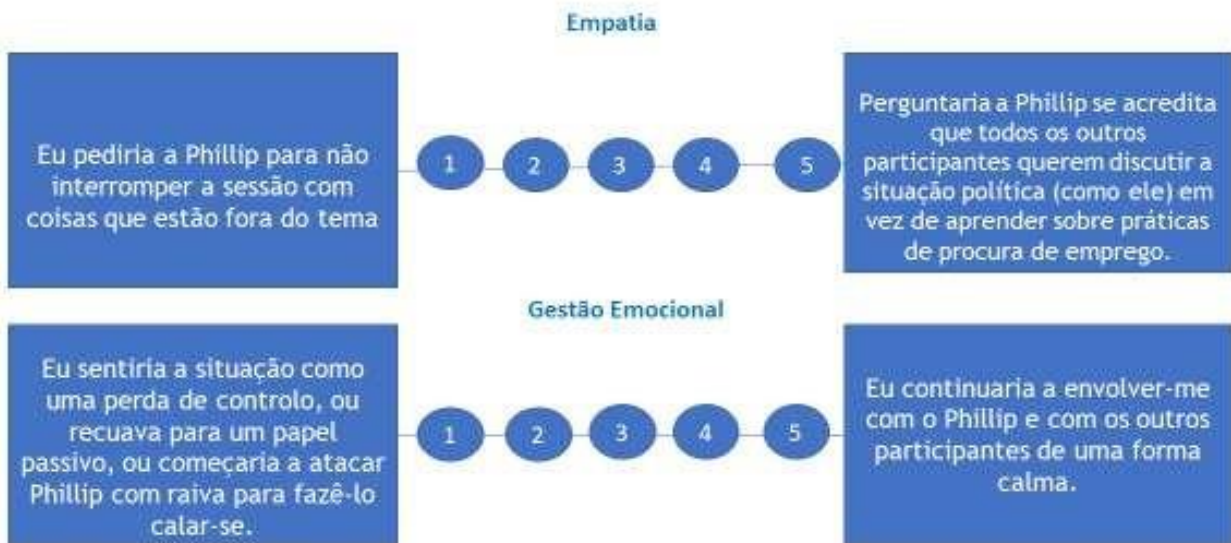 Empatia
Eu pediria a Phillip para não
interromper a sessão com
coisas que estão fora do tema
1 2 3 4 5
Perguntaria a Phillip se acredita
que todos os outros
participantes querem discutir a
situação política (como ele) em
vez de aprender sobre práticas
de procura de emprego.
Gestão Emocional
Eu sentiria a situação como
uma perda de controlo, ou
recuava para um papel
passivo, ou começaria a atacar
Phillip com raiva para fazê-lo
calar-se.
1 2 3 4 5
Eu continuaria a envolver-me
com o Phillip e com os outros
participantes de uma forma
calma.